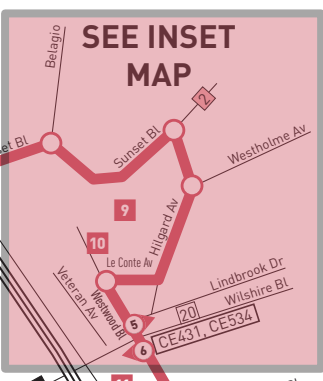 SEE INSET
MAP
Belagio
2
et Bl
Sunset Bl
Westholme Av
9
Hilgard Av
10
Le Conte Av
Veteran Av
Westwood Bl
Lindbrook Dr
Wilshire Bl
5
20
CE431, CE534
6